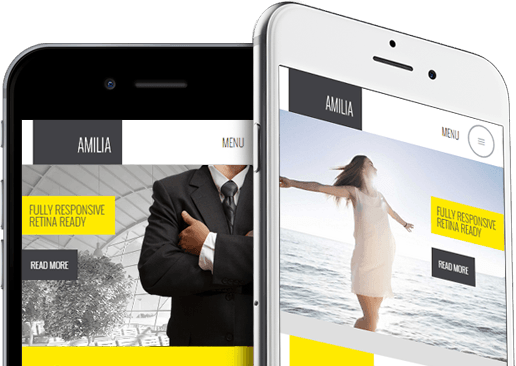 AMILIA
MENU
FULLY RESPONSIVE
RETINA READY
READ MORE
AMILIA
MENU
FULLY RESPONSIVE
RETINA READY
READ MORE